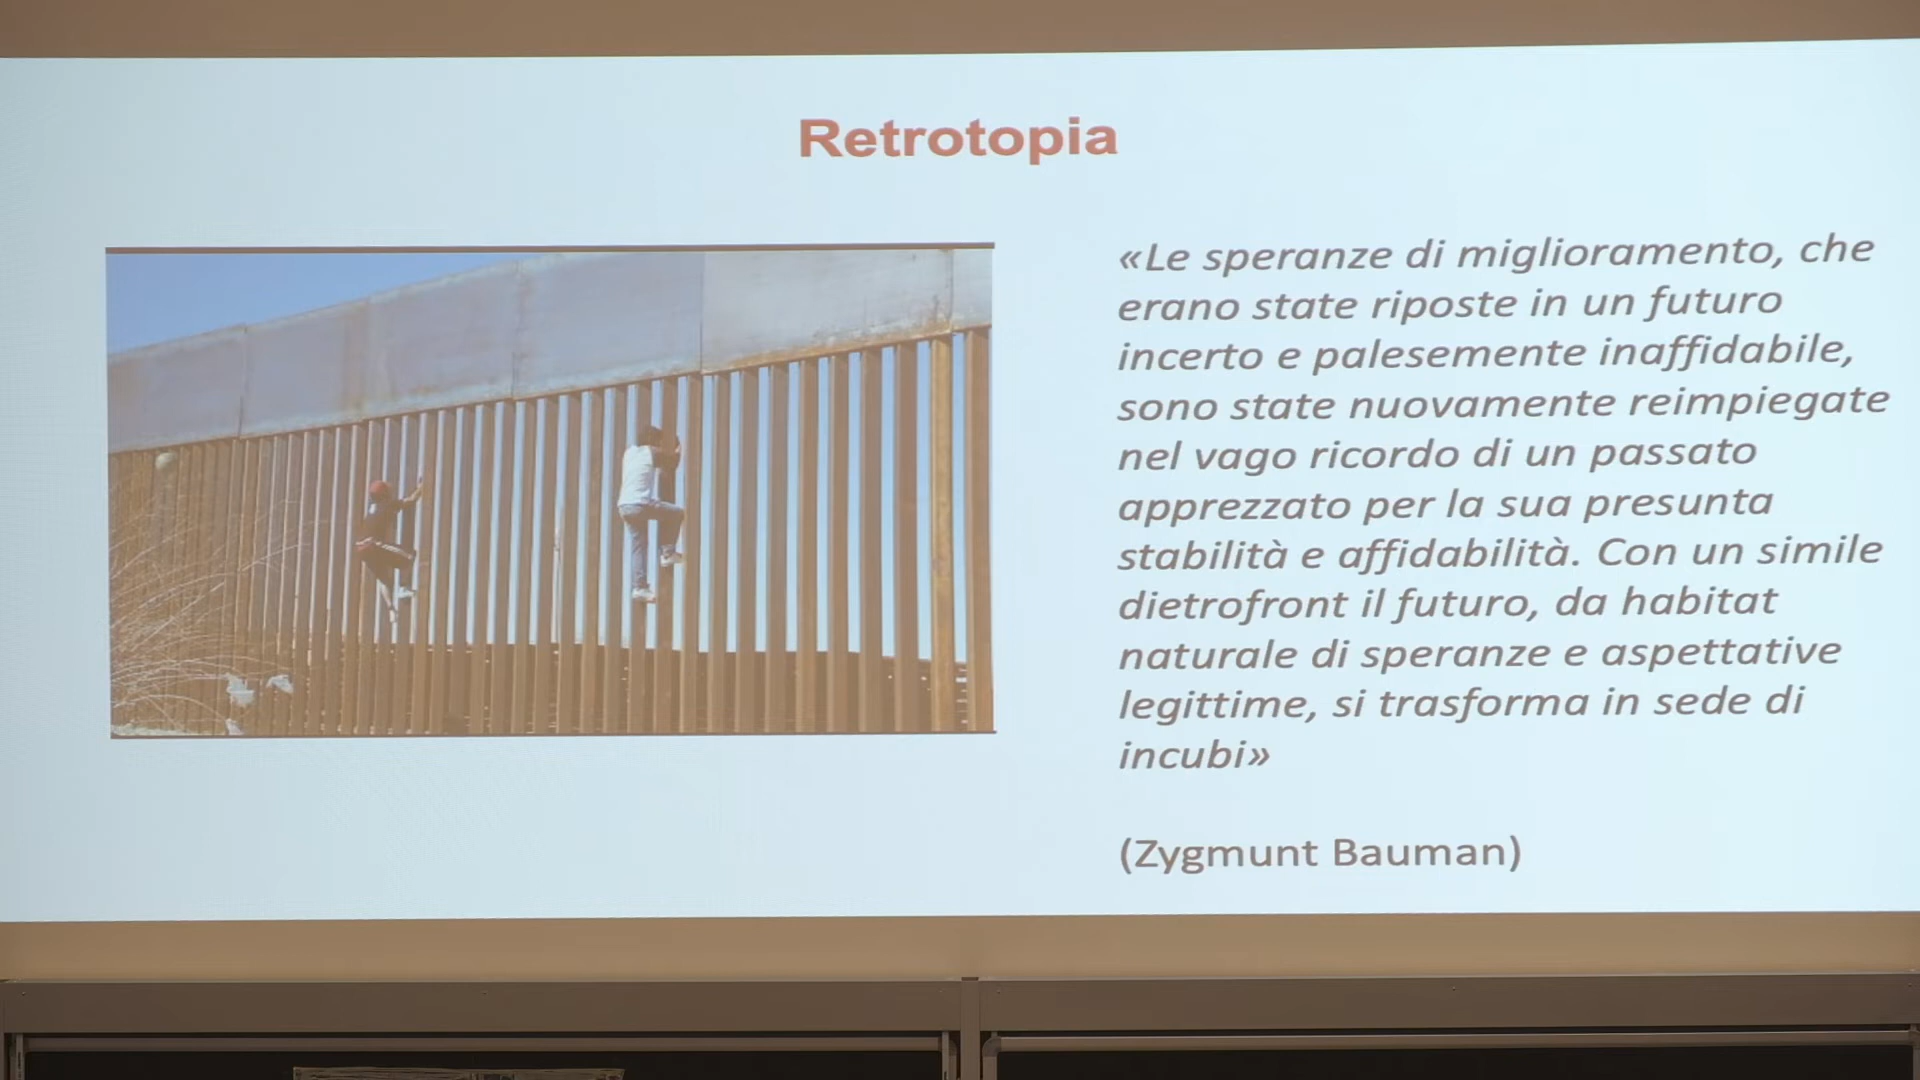 Retrotopia
«Le speranze di miglioramento, che
erano state riposte in un futuro
incerto e palesemente inaffidabile,
sono state nuovamente reimpiegate
nel vago ricordo di un passato
apprezzato per la sua presunta
stabilità e affidabilità. Con un simile
dietrofront il futuro, da habitat
naturale di speranze e aspettative
legittime, si trasforma in sede di
incubi»
(Zygmunt Bauman)